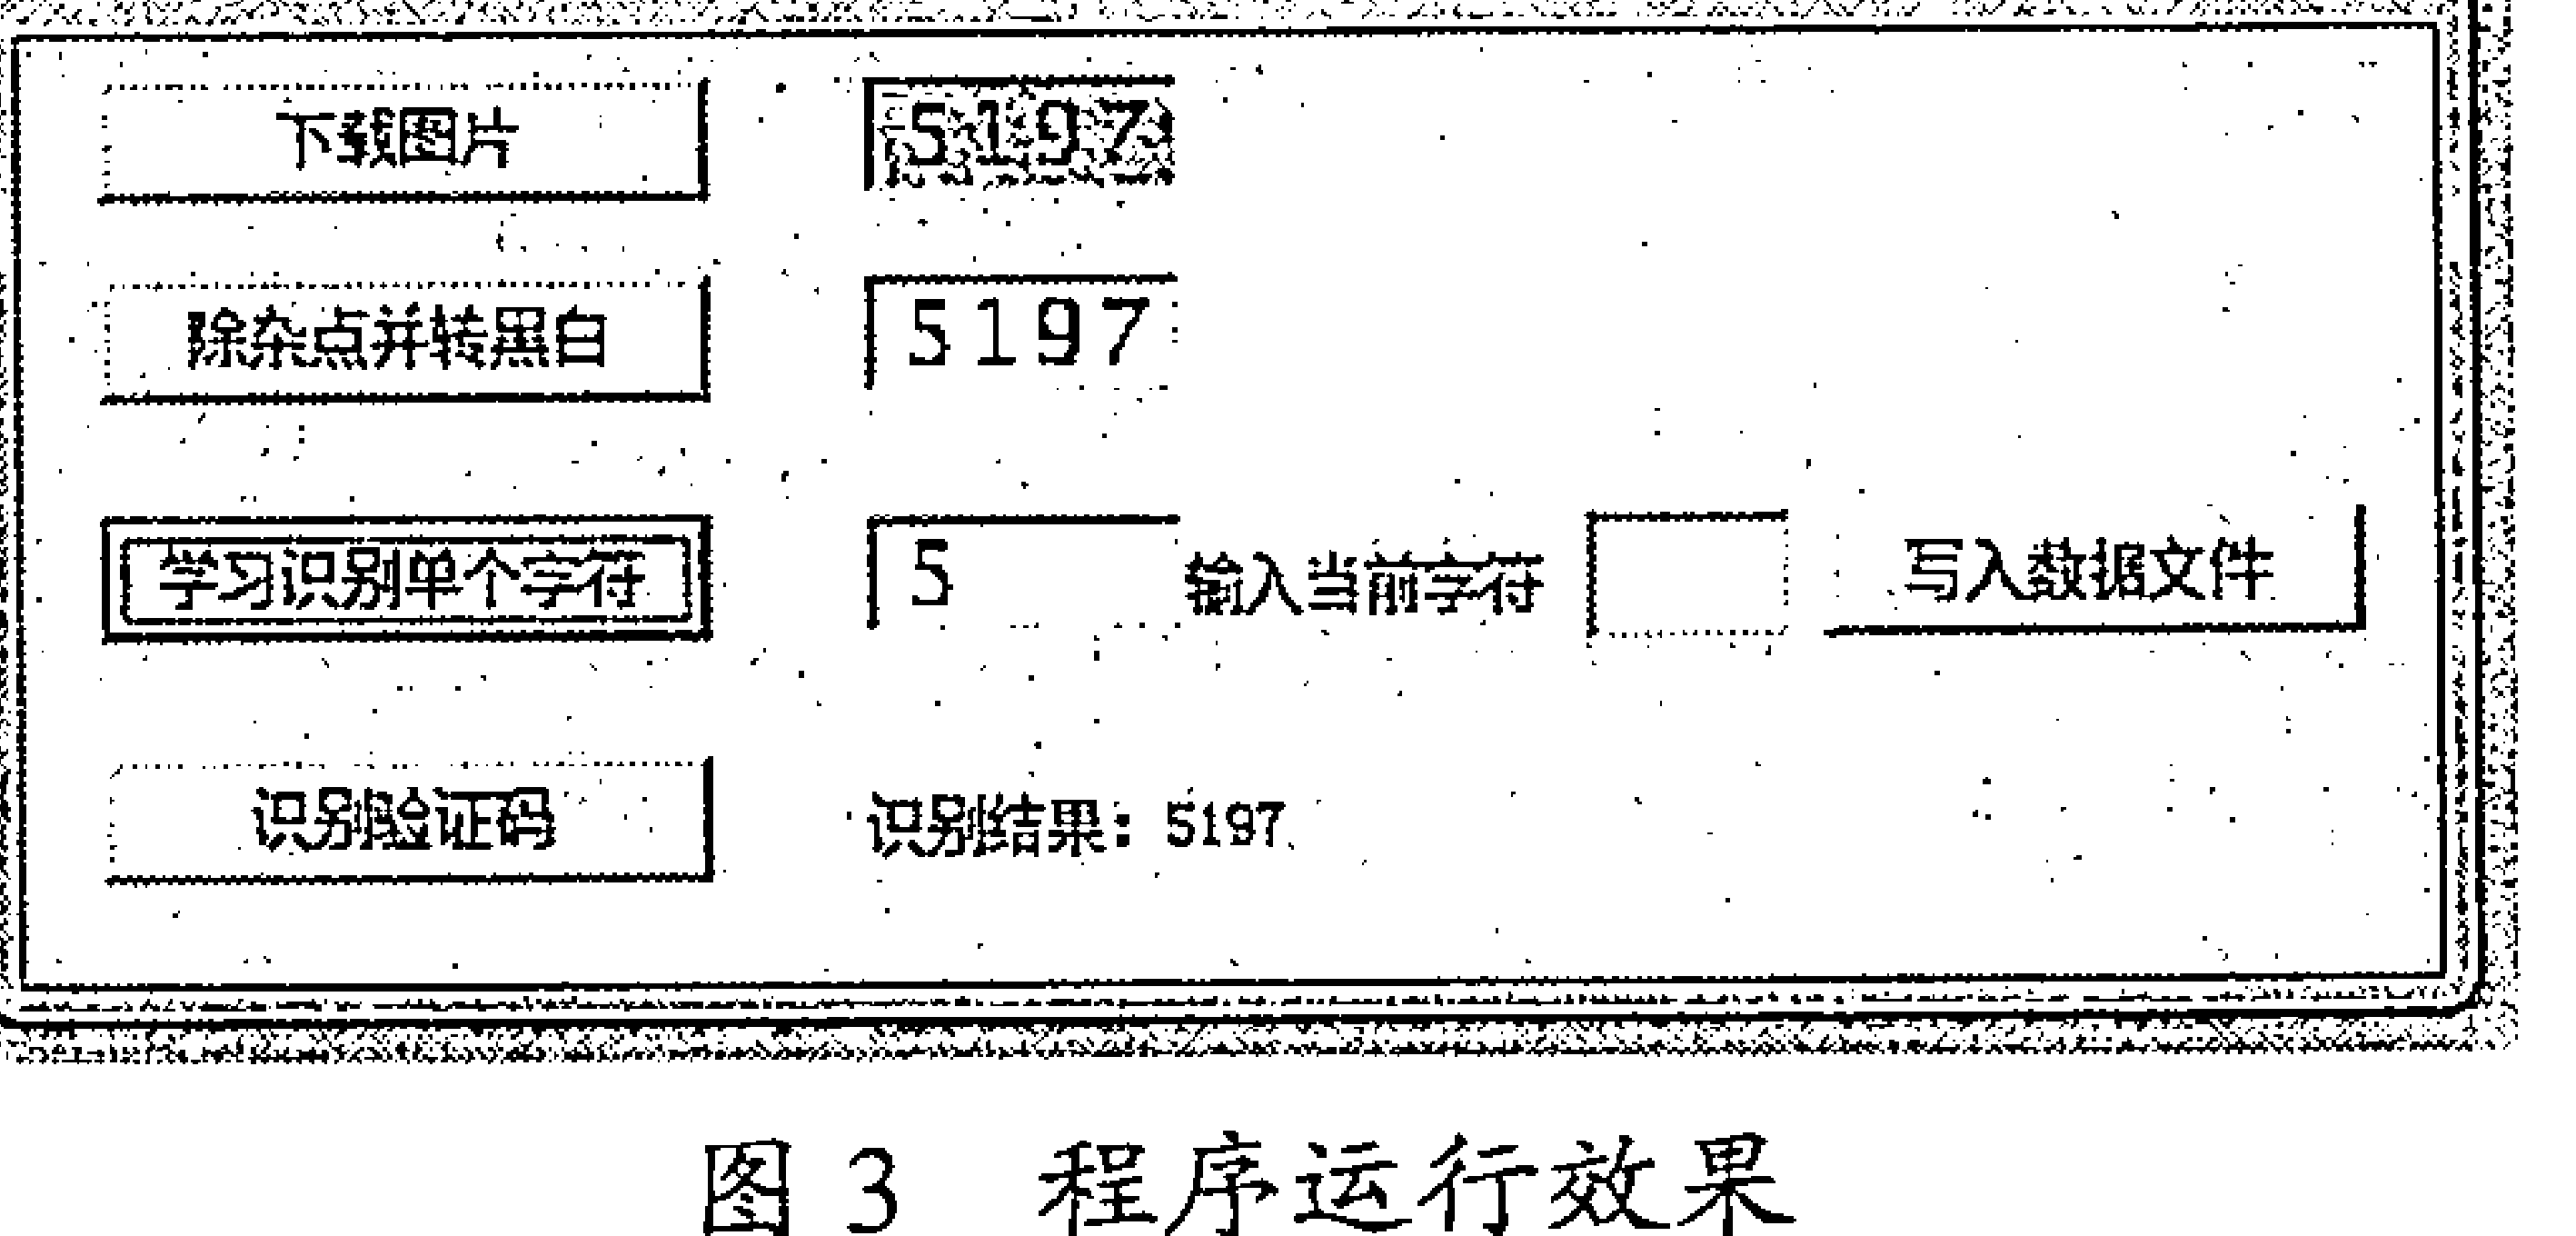 下载图片 5197
除杂点并转黑白 5197
学习识别单个字符 5 输入当前字符 写入数据文件
识别验证码 识别结果：5197
图 3 程序运行效果